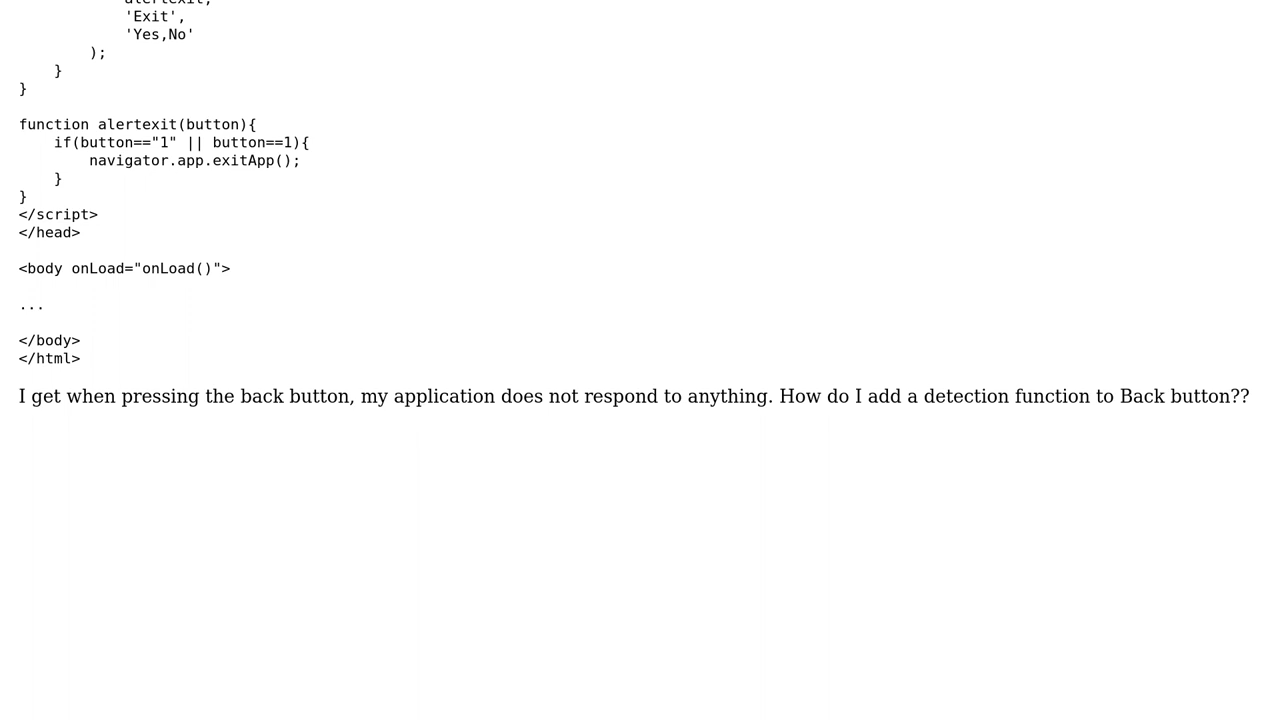 alertexit,
            'Exit',
            'Yes,No'
        );
    }
}

function alertexit(button){
    if(button=="1" || button==1){
        navigator.app.exitApp();
    }
}
</script>
</head>

<body onLoad="onLoad()">

...

</body>
</html>
I get when pressing the back button, my application does not respond to anything. How do I add a detection function to Back button??